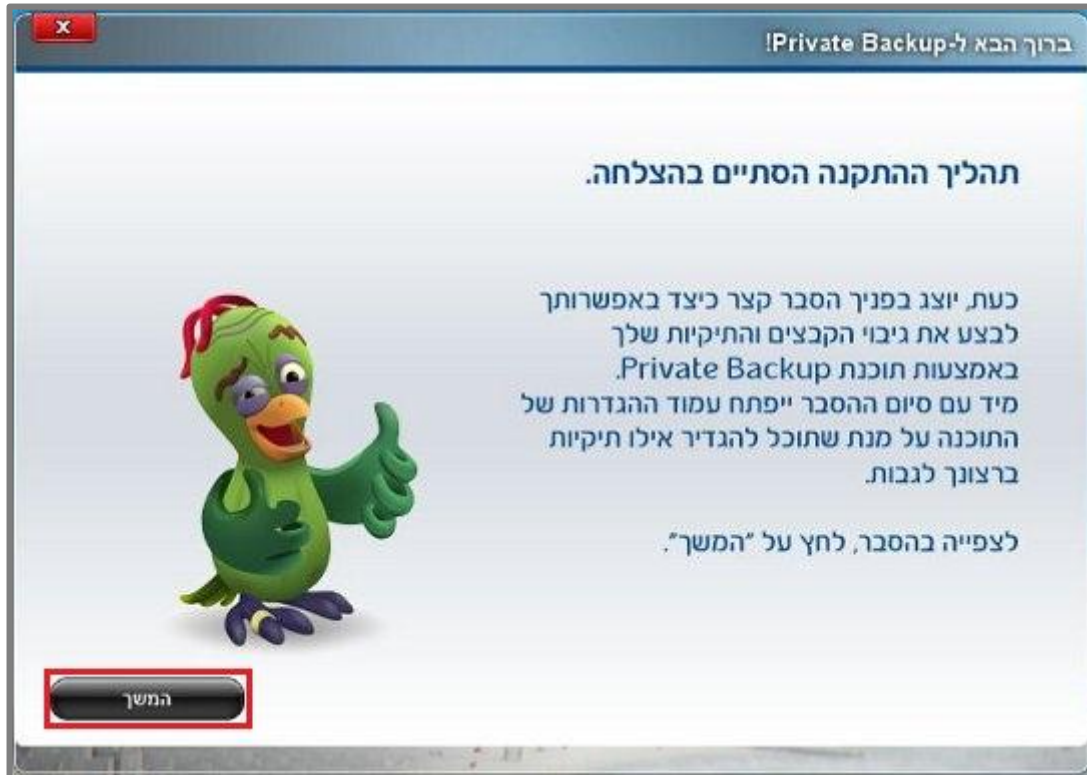 X
ברוך הבא ל-Private Backup!
תהליך ההתקנה הסתיים בהצלחה.
כעת, יוצג בפניך הסבר קצר כיצד באפשרותך
לבצע את גיבוי הקבצים והתיקיות שלך
באמצעות תוכנת Private Backup.
מיד עם סיום ההסבר ייפתח עמוד ההגדרות של
התוכנה על מנת שתוכל להגדיר אילו תיקיות
ברצונך לגבות.
לצפייה בהסבר, לחץ על "המשך".
המשך